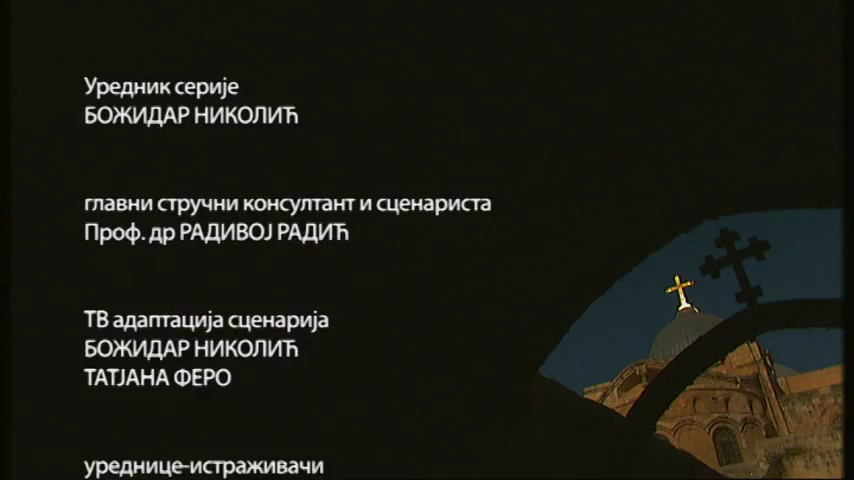 Уредник серије
БОЖИДАР НИКОЛИЋ
главни стручни консултант и сценариста
Проф. др РАДИВОЈ РАДИЋ
ТВ адаптација сценарија
БОЖИДАР НИКОЛИЋ
ТАТЈАНА ФЕРО
уреднице-истраживачи